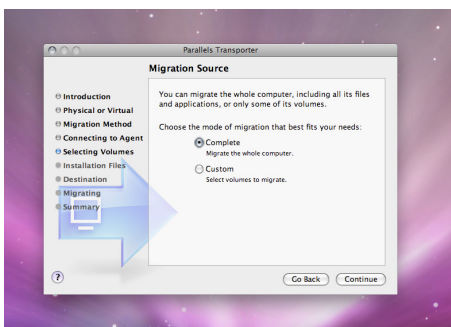 Parallels Transporter
Migration Source
Introduction
Physical or Virtual
Migration Method
Connecting to Agent
Selecting Volumes
Installation Files
Destination
Migrating
Summary
You can migrate the whole computer, including all its files
and applications, or only some of its volumes.
Choose the mode of migration that best fits your needs:
Complete
Migrate the whole computer.
Custom
Select volumes to migrate.
?
Go Back
Continue